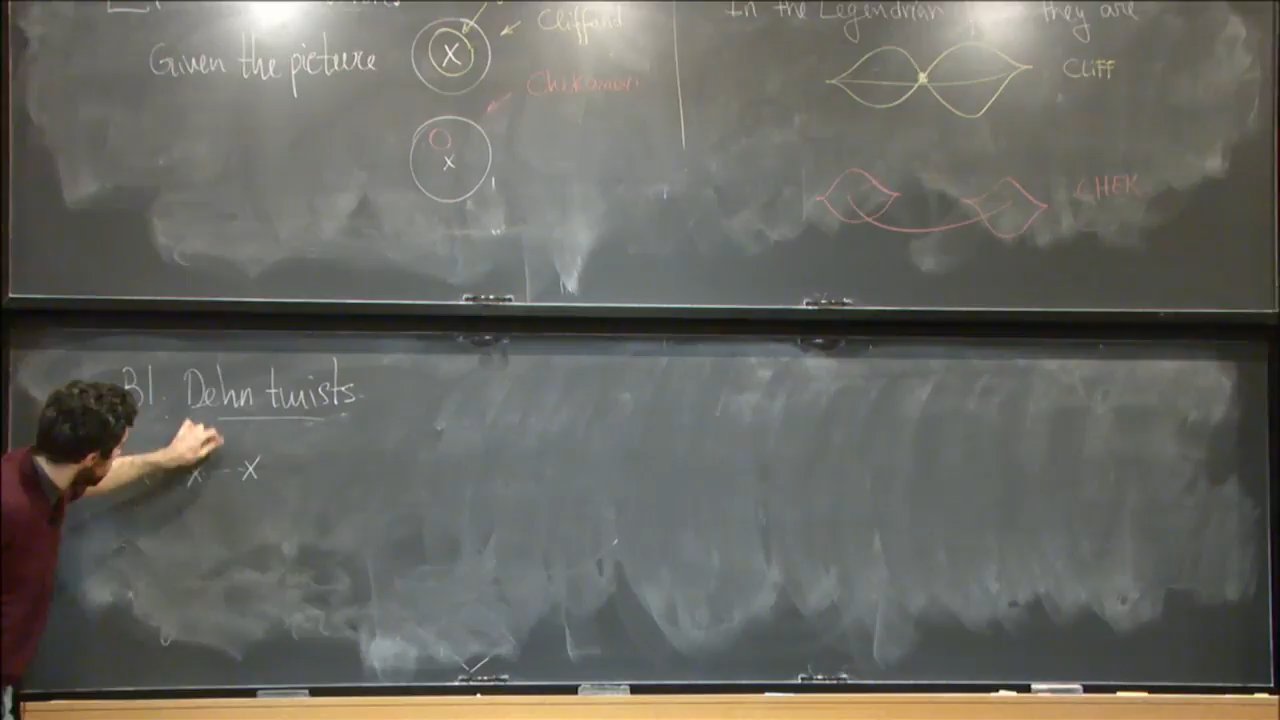 Clifford
Given the picture
X
Chekanov
x
In the Legendrian they are
CLIFF
CHEK
B1. Dehn twists.
x -- X